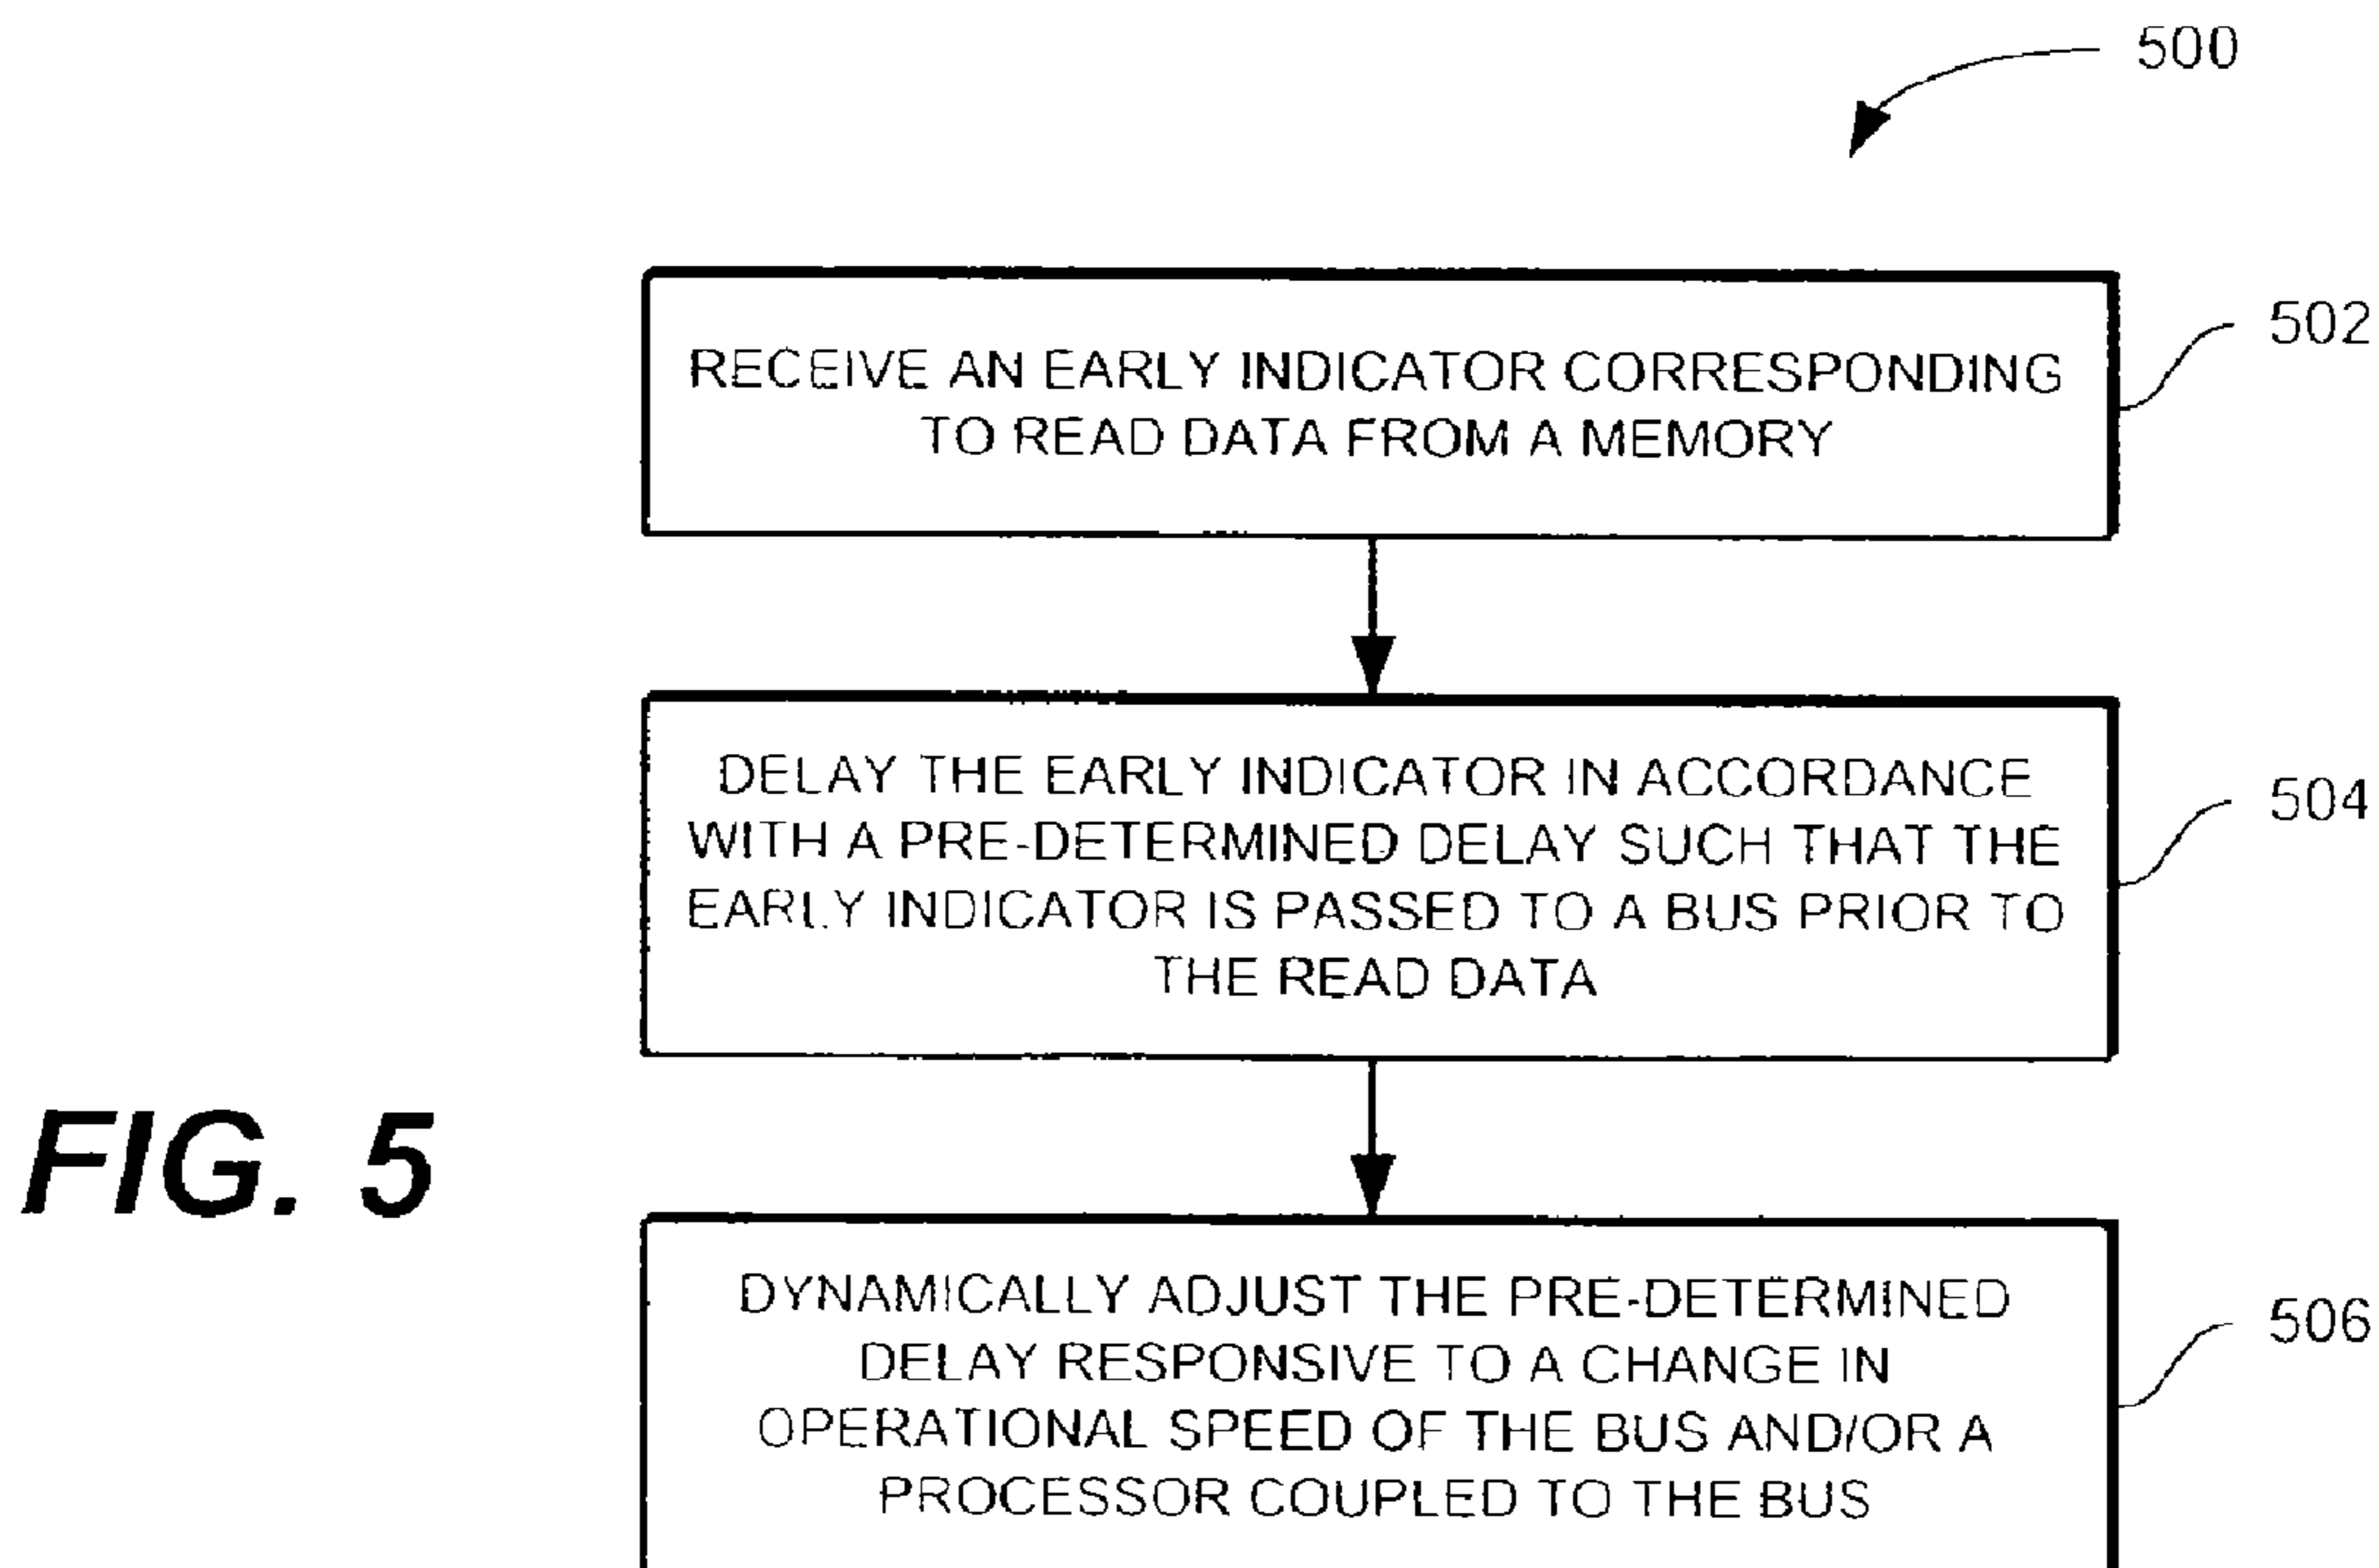 500
RECEIVE AN EARLY INDICATOR CORRESPONDING
TO READ DATA FROM A MEMORY
502
DELAY THE EARLY INDICATOR IN ACCORDANCE
WITH A PRE-DETERMINED DELAY SUCH THAT THE
EARLY INDICATOR IS PASSED TO A BUS PRIOR TO
THE READ DATA
504
FIG. 5
DYNAMICALLY ADJUST THE PRE-DETERMINED
DELAY RESPONSIVE TO A CHANGE IN
OPERATIONAL SPEED OF THE BUS AND/OR A
PROCESSOR COUPLED TO THE BUS
506